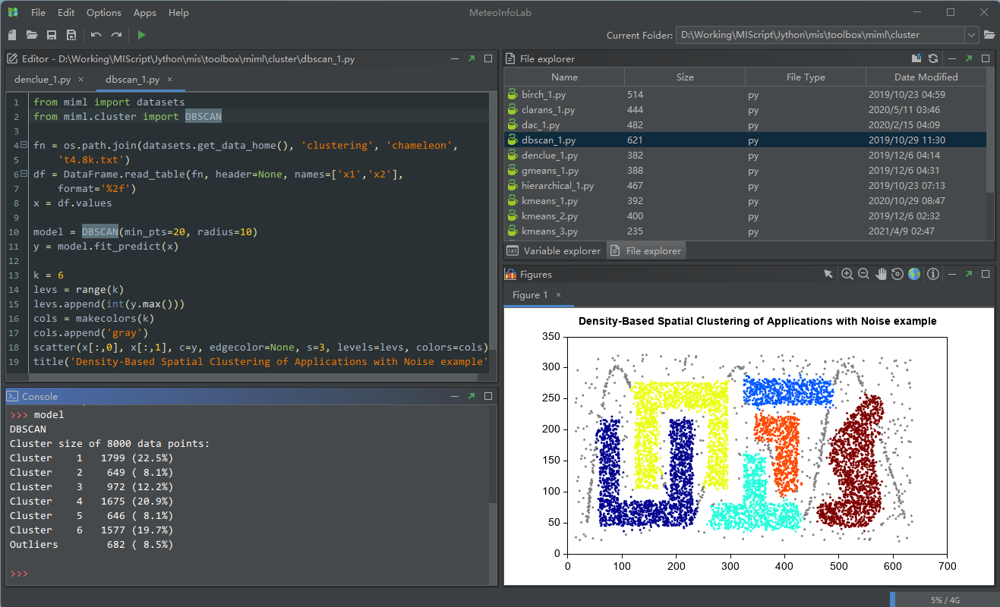 File Edit Options Apps Help
MeteoInfoLab
Current Folder: D:\Working\MIScript\Jython\mis\toolbox\miml\cluster
Editor - D:\Working\MIScript\Jython\mis\toolbox\miml\cluster\dbscan_1.py
denclue_1.py ×
dbscan_1.py ×
1 from miml import datasets
2 from miml.cluster import DBSCAN
3
4 fn = os.path.join(datasets.get_data_home(), 'clustering', 'chameleon',
5     't4.8k.txt')
6 df = DataFrame.read_table(fn, header=None, names=['x1','x2'],
7     format='%2f')
8 x = df.values
9
10 model = DBSCAN(min_pts=20, radius=10)
11 y = model.fit_predict(x)
12
13 k = 6
14 levs = range(k)
15 levs.append(int(y.max()))
16 cols = makecolors(k)
17 cols.append('gray')
18 scatter(x[:,0], x[:,1], c=y, edgecolor=None, s=3, levels=levs, colors=cols)
19 title('Density-Based Spatial Clustering of Applications with Noise example'
Console
>>> model
DBSCAN
Cluster size of 8000 data points:
Cluster 1 1799 (22.5%)
Cluster 2 649 ( 8.1%)
Cluster 3 972 (12.2%)
Cluster 4 1675 (20.9%)
Cluster 5 646 ( 8.1%)
Cluster 6 1577 (19.7%)
Outliers 682 ( 8.5%)
>>>
File explorer
Name Size File Type Date Modified
birch_1.py 514 py 2019/10/23 04:59
clarans_1.py 444 py 2020/5/11 03:46
dac_1.py 482 py 2020/2/15 04:09
dbscan_1.py 621 py 2019/10/29 11:30
denclue_1.py 382 py 2019/12/6 04:14
gmeans_1.py 388 py 2019/12/6 04:31
hierarchical_1.py 467 py 2019/10/23 07:13
kmeans_1.py 392 py 2020/10/29 08:47
kmeans_2.py 400 py 2019/12/6 02:32
kmeans_3.py 235 py 2021/4/9 02:47
Variable explorer File explorer
Figures
Figure 1 ×
Density-Based Spatial Clustering of Applications with Noise example
350
300
250
200
150
100
50
0
0 100 200 300 400 500 600 700
5% / 4G